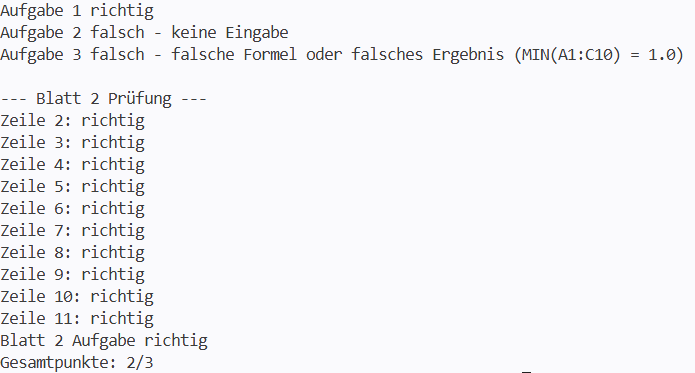 Aufgabe 1 richtig
Aufgabe 2 falsch - keine Eingabe
Aufgabe 3 falsch - falsche Formel oder falsches Ergebnis (MIN(A1:C10) = 1.0)
--- Blatt 2 Prüfung ---
Zeile 2: richtig
Zeile 3: richtig
Zeile 4: richtig
Zeile 5: richtig
Zeile 6: richtig
Zeile 7: richtig
Zeile 8: richtig
Zeile 9: richtig
Zeile 10: richtig
Zeile 11: richtig
Blatt 2 Aufgabe richtig
Gesamtpunkte: 2/3